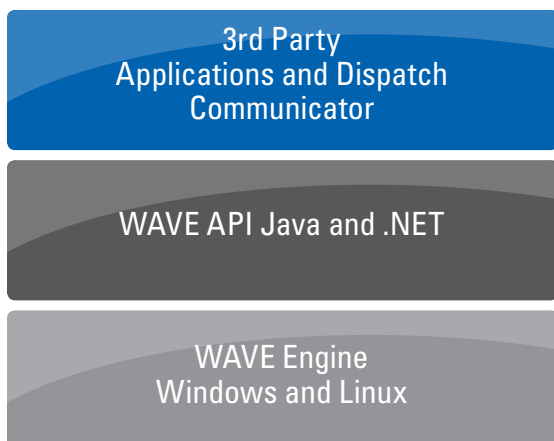 3rd Party
Applications and Dispatch
Communicator
WAVE API Java and .NET
WAVE Engine
Windows and Linux